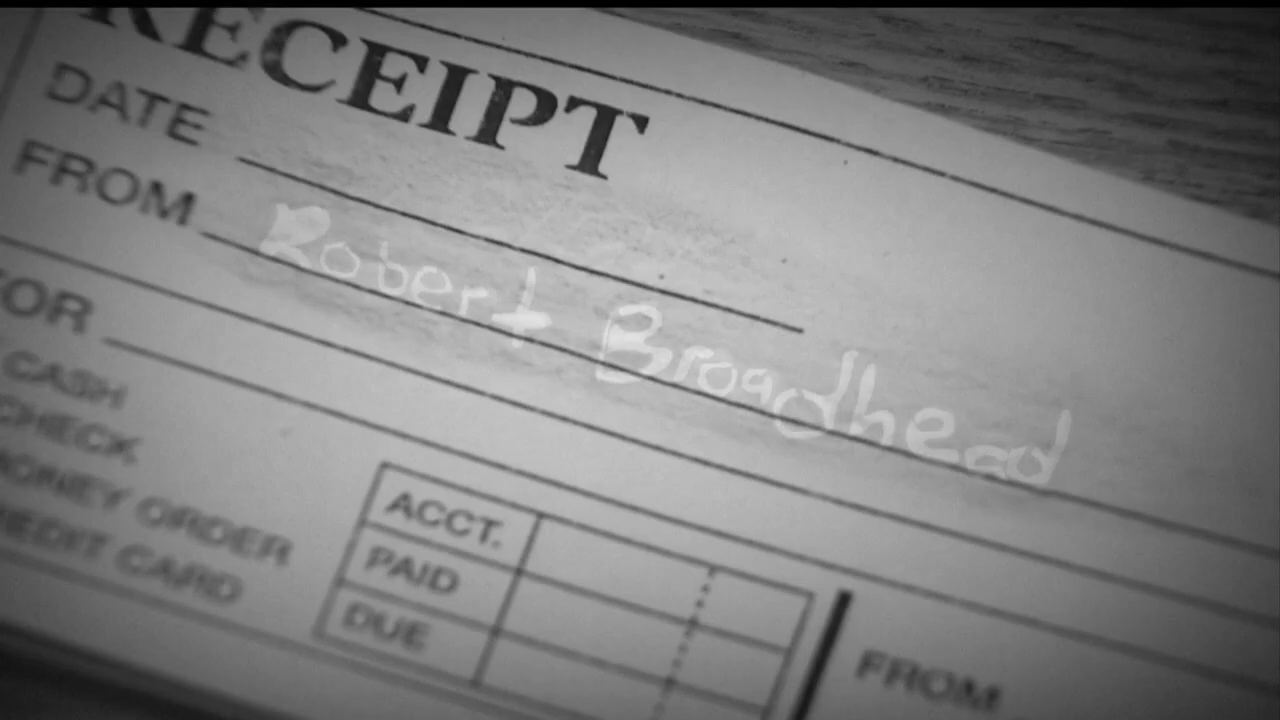 RECEIPT
DATE
FROM Robert Broadhead
FOR
CASH
CHECK
MONEY ORDER
CREDIT CARD
ACCT.
PAID
DUE
FROM